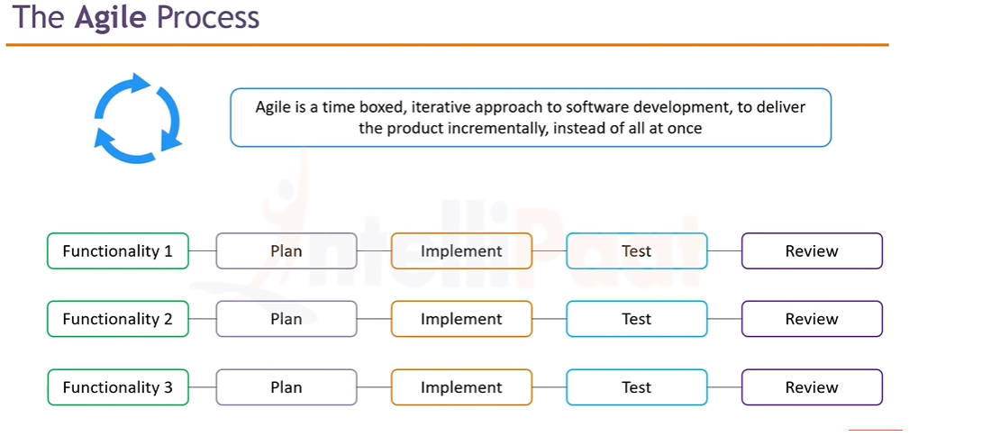 The Agile Process
Agile is a time boxed, iterative approach to software development, to deliver
the product incrementally, instead of all at once
IntelliPaat
Functionality 1 Plan Implement Test Review
Functionality 2 Plan Implement Test Review
Functionality 3 Plan Implement Test Review